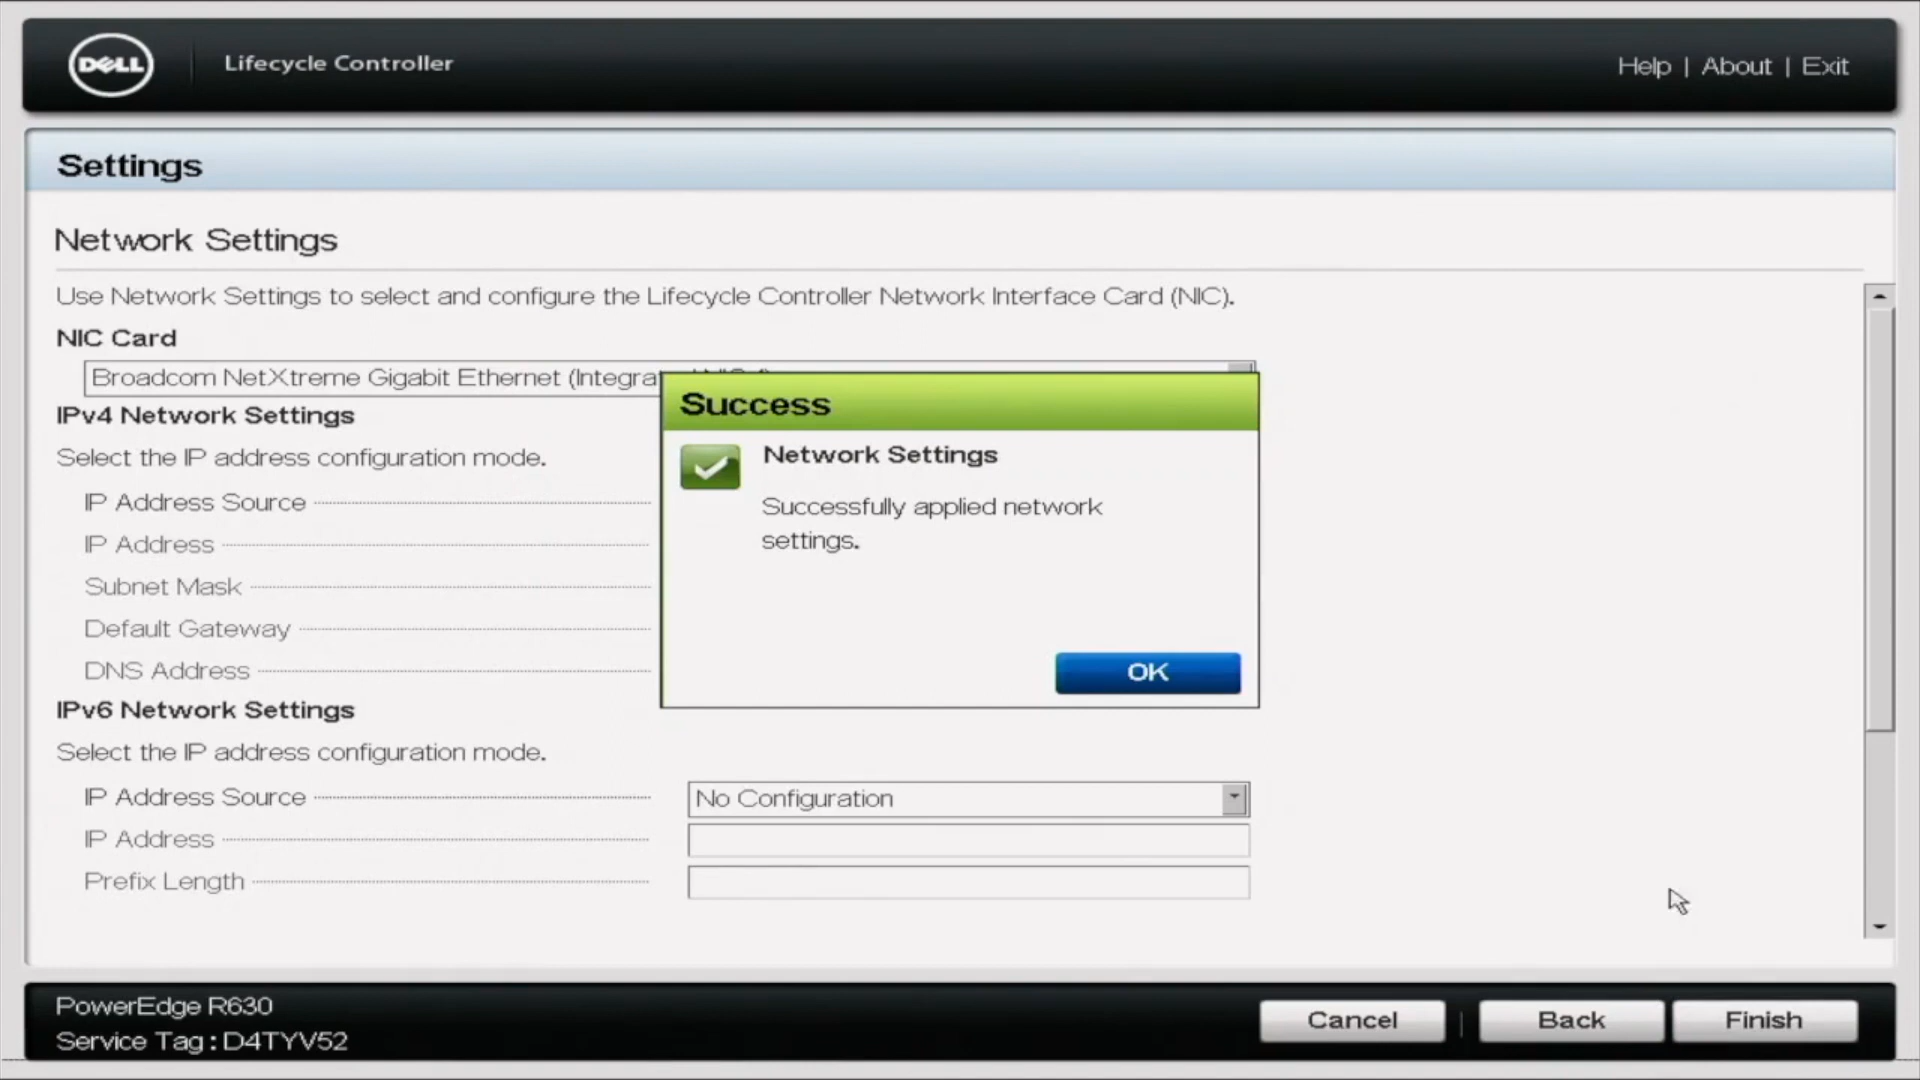 DELL
Lifecycle Controller
Help | About | Exit
Settings
Network Settings
Use Network Settings to select and configure the Lifecycle Controller Network Interface Card (NIC).
NIC Card
Broadcom NetXtreme Gigabit Ethernet
IPv4 Network Settings
Select the IP address configuration mode.
IP Address Source
IP Address
Subnet Mask
Default Gateway
DNS Address
Success
Network Settings
Successfully applied network
settings.
OK
IPv6 Network Settings
Select the IP address configuration mode.
IP Address Source No Configuration
IP Address
Prefix Length
PowerEdge R630
Service Tag : D4TYV52
Cancel | Back Finish